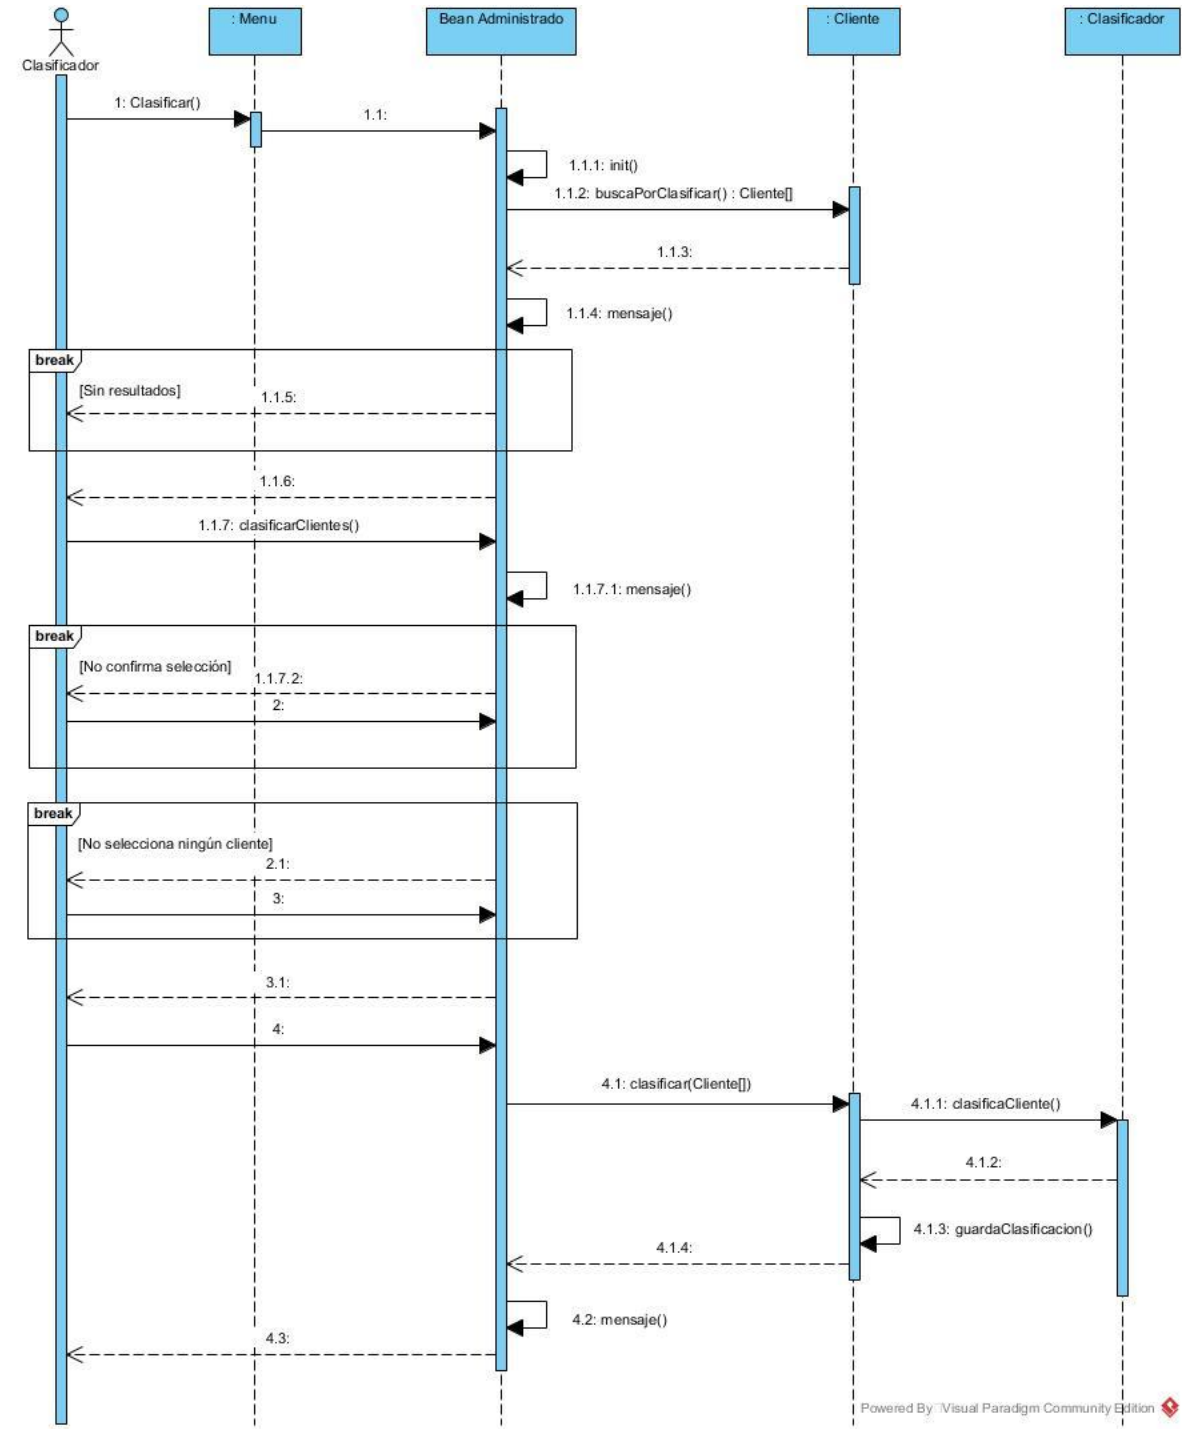 : Menu
Bean Administrado
: Cliente
: Clasificador
Clasificador
1: Clasificar()
1.1:
1.1.1: init()
1.1.2: buscaPorClasificar() : Cliente[]
1.1.3:
1.1.4: mensaje()
break
[Sin resultados]
1.1.5:
1.1.6:
1.1.7: clasificarClientes()
1.1.7.1: mensaje()
break
[No confirma selección]
1.1.7.2:
2:
break
[No selecciona ningún cliente]
2.1:
3:
3.1:
4:
4.1: clasificar(Cliente[])
4.1.1: clasificaCliente()
4.1.2:
4.1.3: guardaClasificacion()
4.1.4:
4.2: mensaje()
4.3:
Powered By Visual Paradigm Community Edition